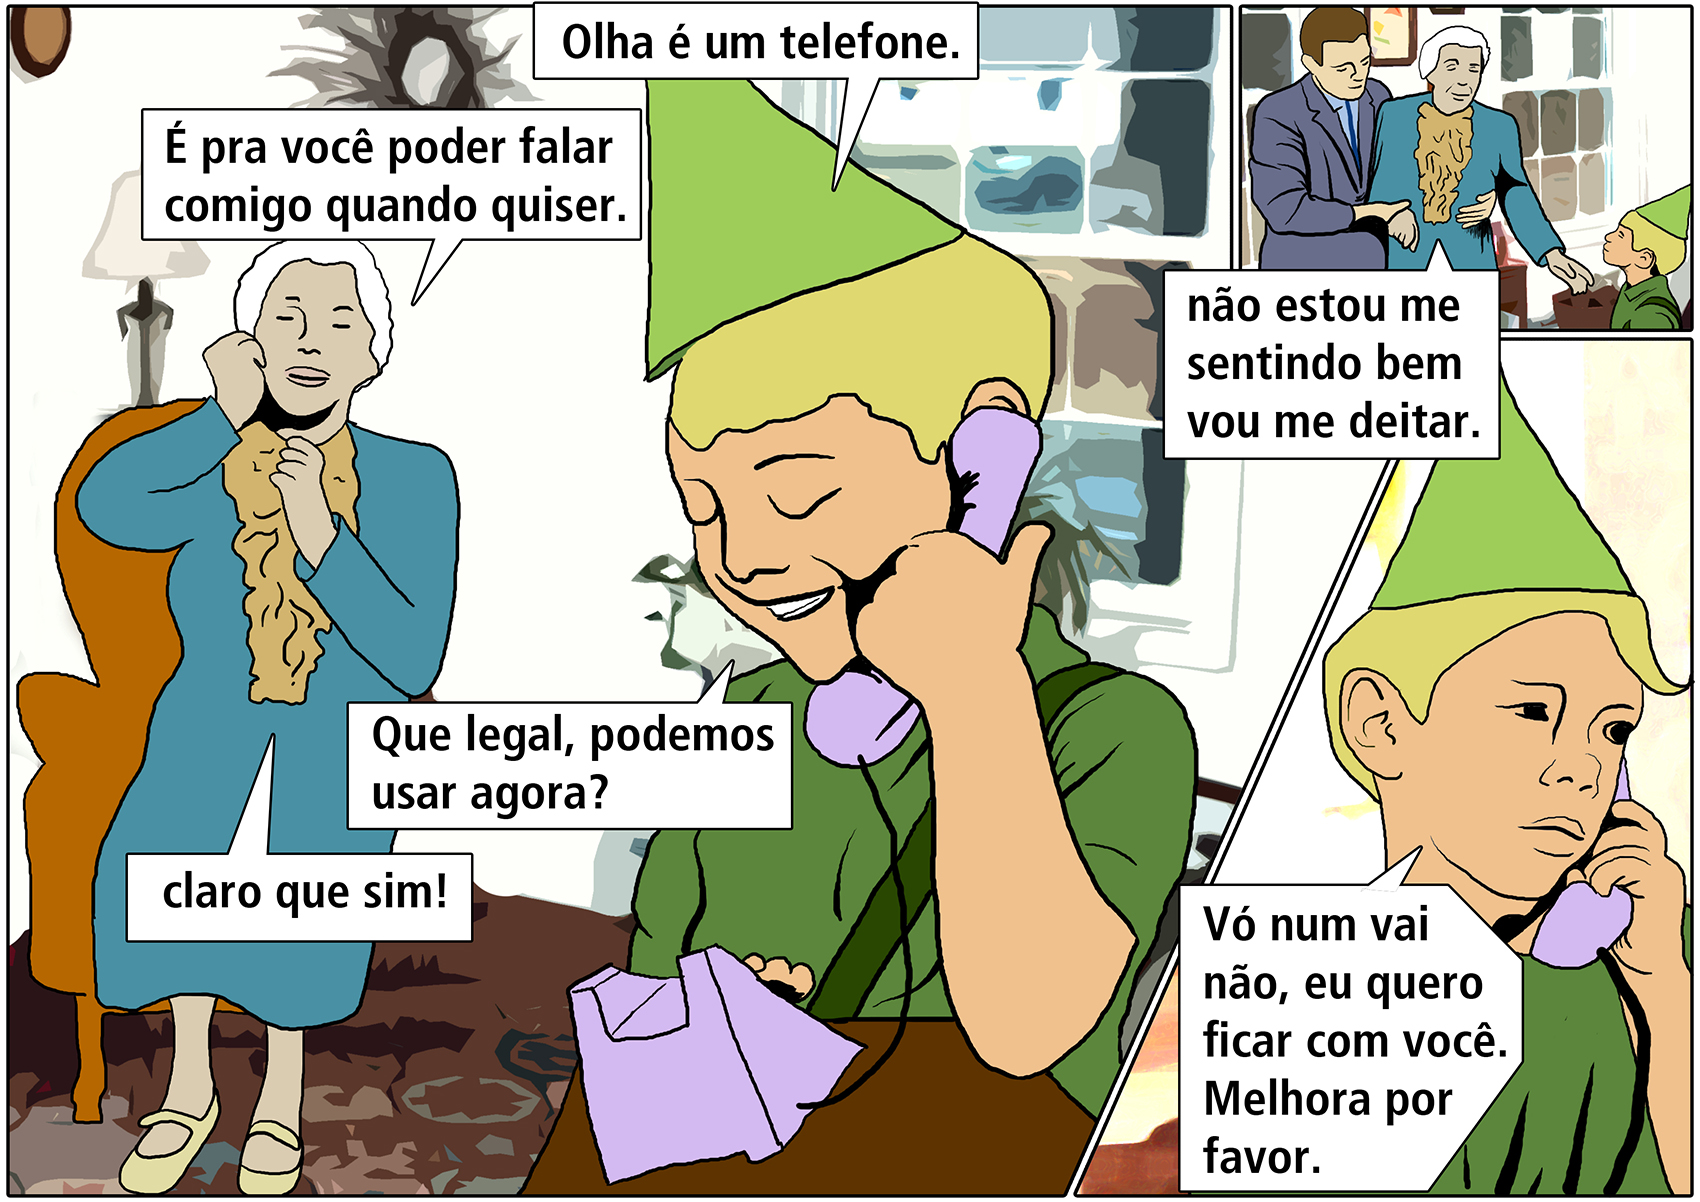 Olha é um telefone.
É pra você poder falar
comigo quando quiser.
Que legal, podemos
usar agora?
claro que sim!
não estou me
sentindo bem
vou me deitar.
Vó num vai
não, eu quero
ficar com você.
Melhora por
favor.